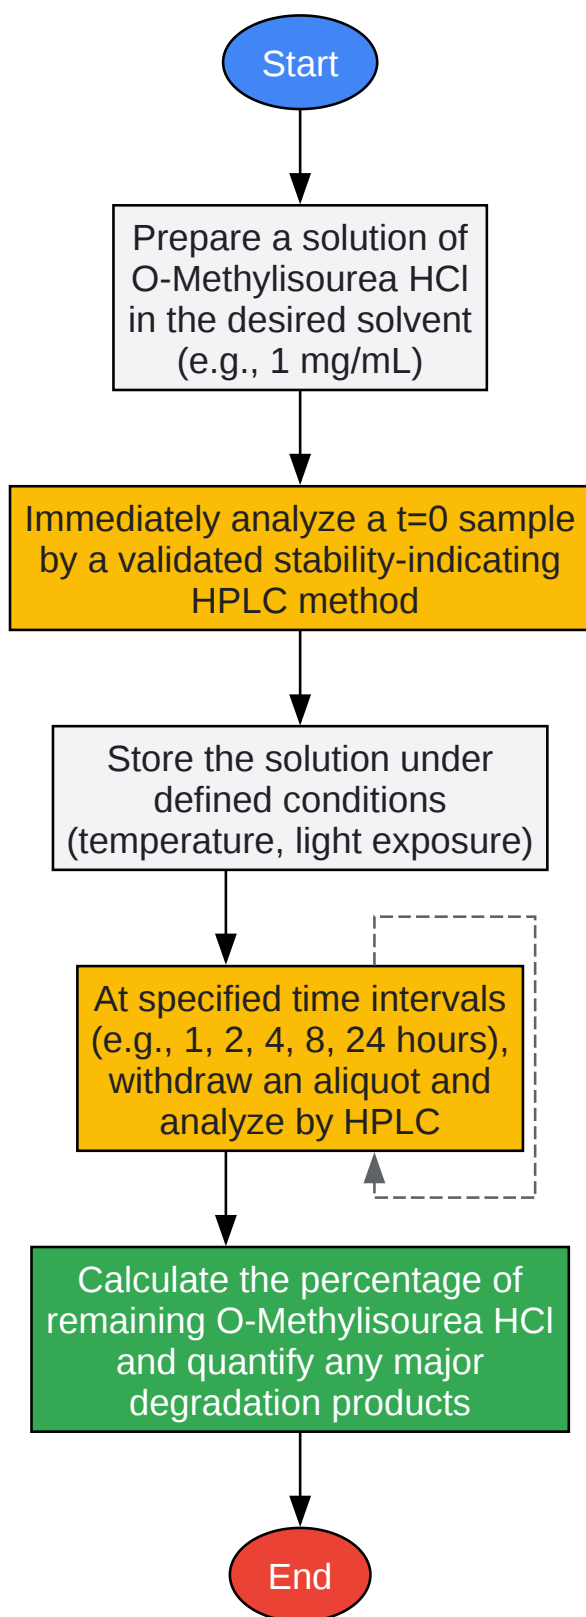 Start
Prepare a solution of
O-Methylisourea HCl
in the desired solvent
(e.g., 1 mg/mL)
Immediately analyze a t=0 sample
by a validated stability-indicating
HPLC method
Store the solution under
defined conditions
(temperature, light exposure)
At specified time intervals
(e.g., 1, 2, 4, 8, 24 hours),
withdraw an aliquot and
analyze by HPLC
Calculate the percentage of
remaining O-Methylisourea HCl
and quantify any major
degradation products
End